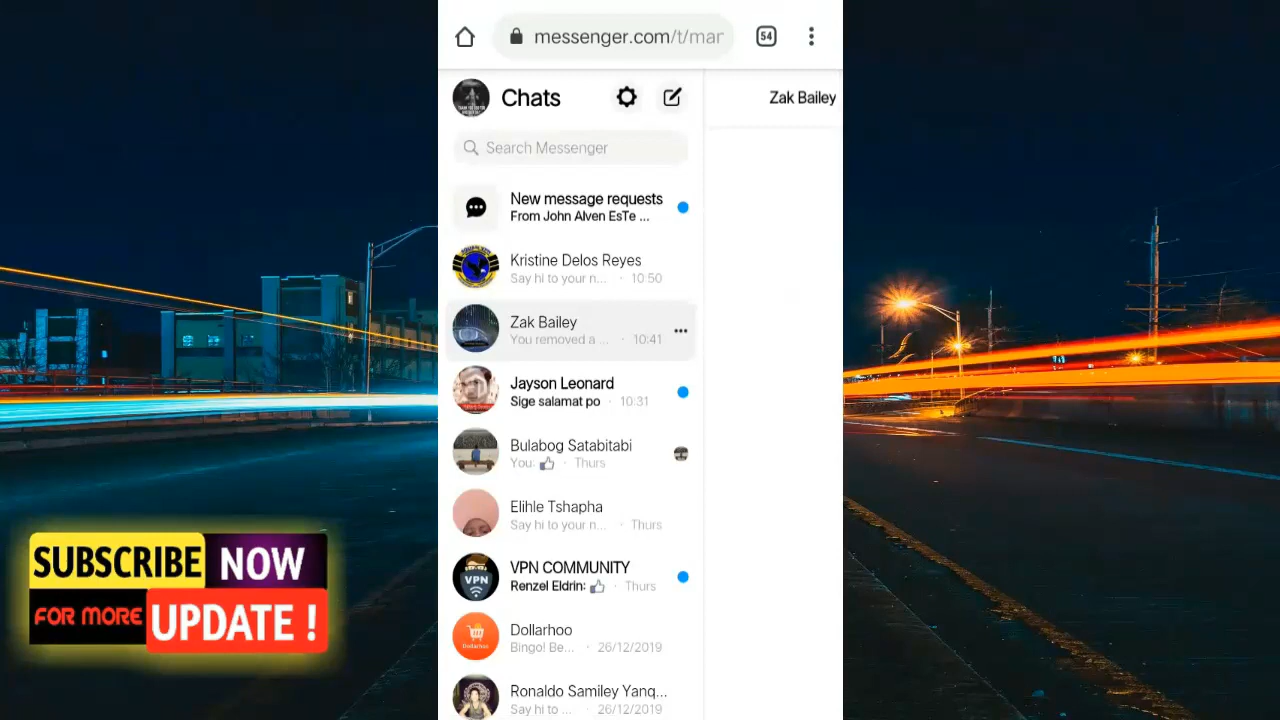 messenger.com/t/mar
54
Chats
Zak Bailey
Search Messenger
New message requests
From John Alven EsTe ...
Kristine Delos Reyes
Say hi to your n... · 10:50
Zak Bailey
You removed a ... · 10:41
Jayson Leonard
Sige salamat po · 10:31
Bulabog Satabitabi
You: 👍 · Thurs
Elihle Tshapha
Say hi to your n... · Thurs
VPN
VPN COMMUNITY
Renzel Eldrin: 👍 · Thurs
Dollarhoo
Dollarhoo
Bingo! Be... · 26/12/2019
Ronaldo Samiley Yanq...
Say hi to ... · 26/12/2019
SUBSCRIBE NOW
FOR MORE UPDATE !